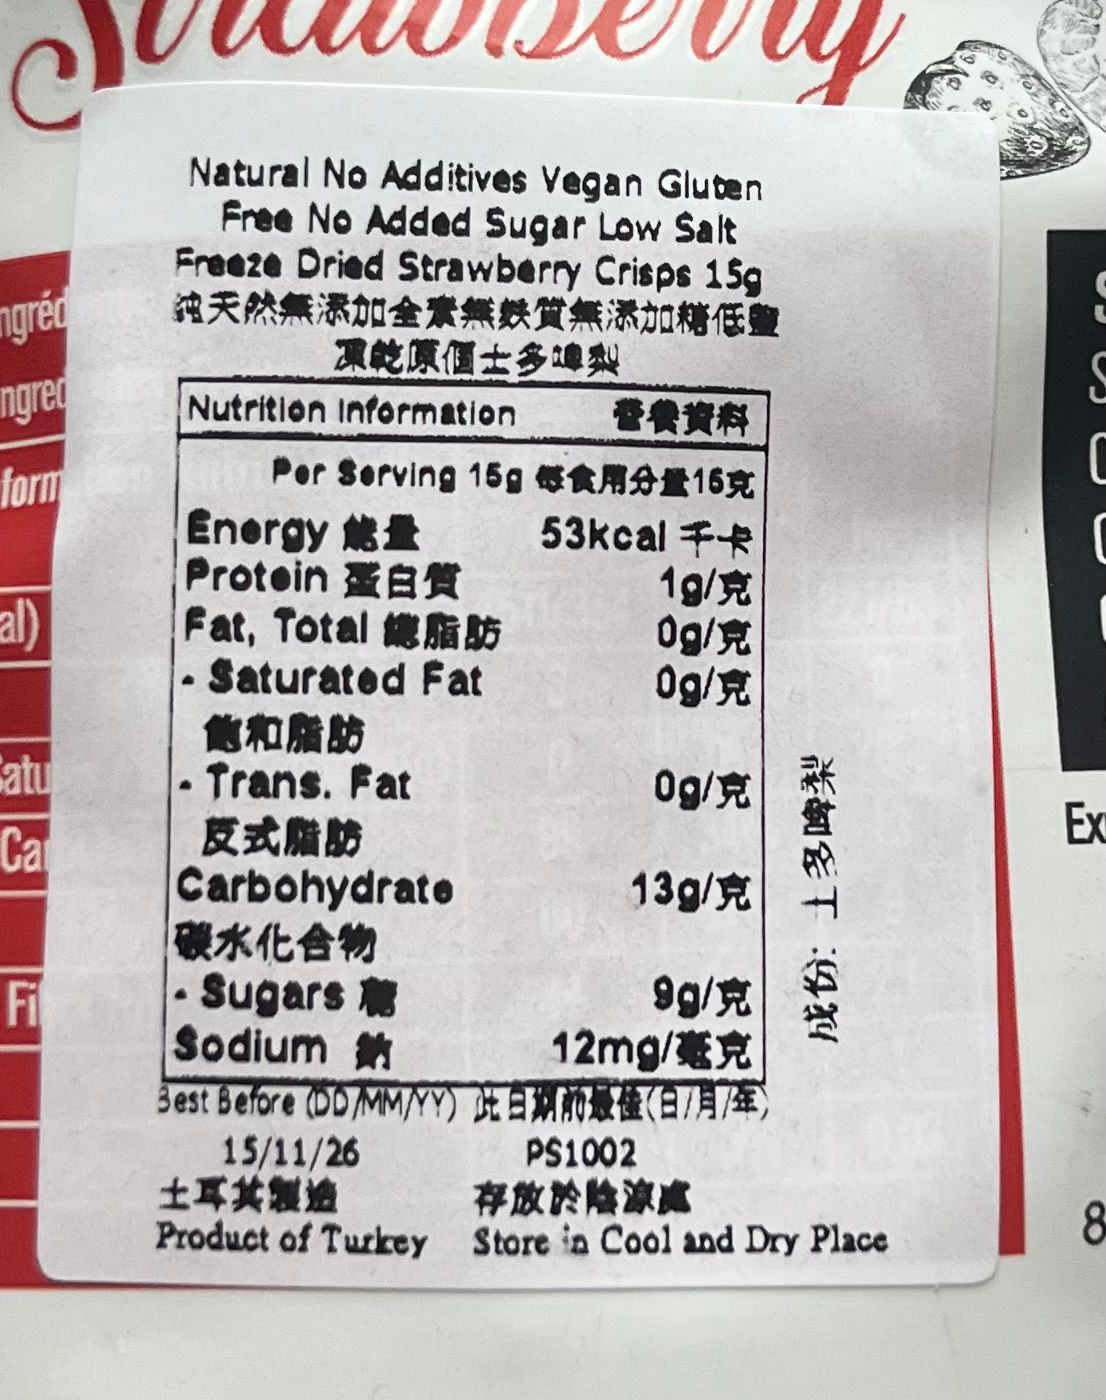 Strawberry
Natural No Additives Vegan Gluten
Free No Added Sugar Low Salt
Freeze Dried Strawberry Crisps 15g
純天然無添加全素無麩質無添加糖低鹽
凍乾原個士多啤梨
Nutrition Information 營養資料
Per Serving 15g 每食用分量15克
Energy 能量 53kcal 千卡
Protein 蛋白質 1g/克
Fat, Total 總脂肪 0g/克
- Saturated Fat 0g/克
飽和脂肪
- Trans. Fat 0g/克
反式脂肪
Carbohydrate 13g/克
碳水化合物
- Sugars 糖 9g/克
Sodium 鈉 12mg/毫克
成份: 士多啤梨
Best Before (DD/MM/YY) 此日期前最佳(日/月/年)
15/11/26 PS1002
土耳其製造 存放於陰涼處
Product of Turkey Store in Cool and Dry Place